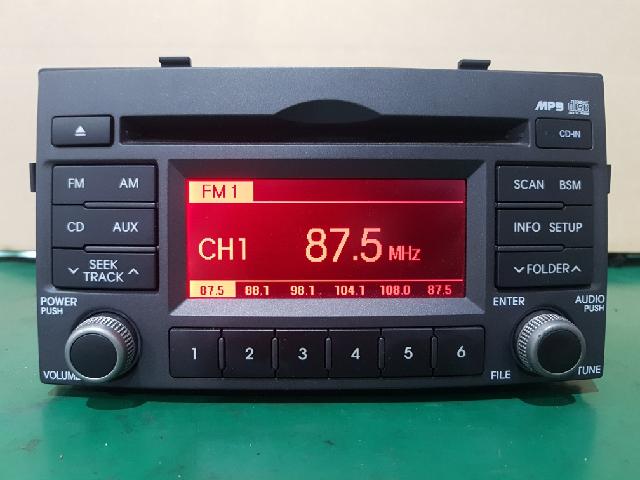 MP3
CD-IN
FM AM
CD AUX
SEEK
TRACK
SCAN BSM
INFO SETUP
FOLDER
FM 1
CH1 87.5 MHz
87.5 88.1 98.1 104.1 108.0 87.5
POWER
PUSH
VOLUME
1 2 3 4 5 6
ENTER
AUDIO
PUSH
FILE
TUNE